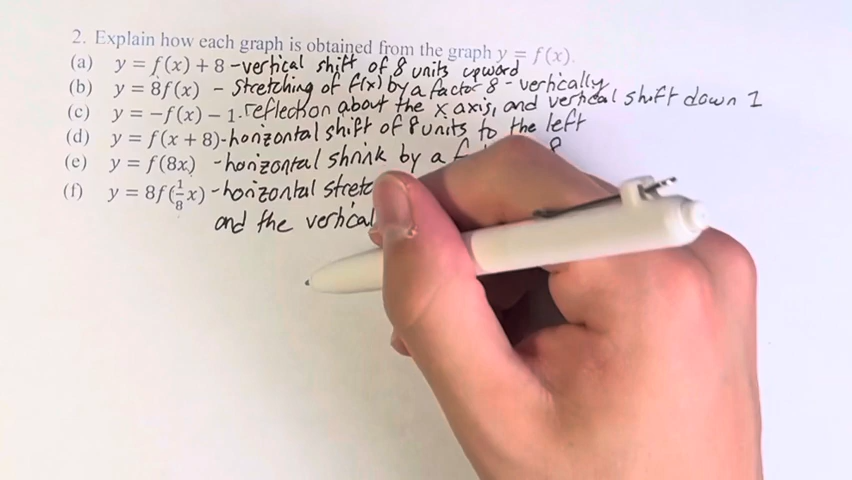 2. Explain how each graph is obtained from the graph y = f(x).
(a) y = f(x) + 8 - vertical shift of 8 units upward
(b) y = 8f(x) - stretching of f(x) by a factor 8 - vertically
(c) y = −f(x) − 1. reflection about the x axis, and vertical shift down 1
(d) y = f(x + 8) - horizontal shift of 8 units to the left
(e) y = f(8x) - horizontal shrink by a 8
(f) y = 8f(1/8 x) - horizontal
and the vertical